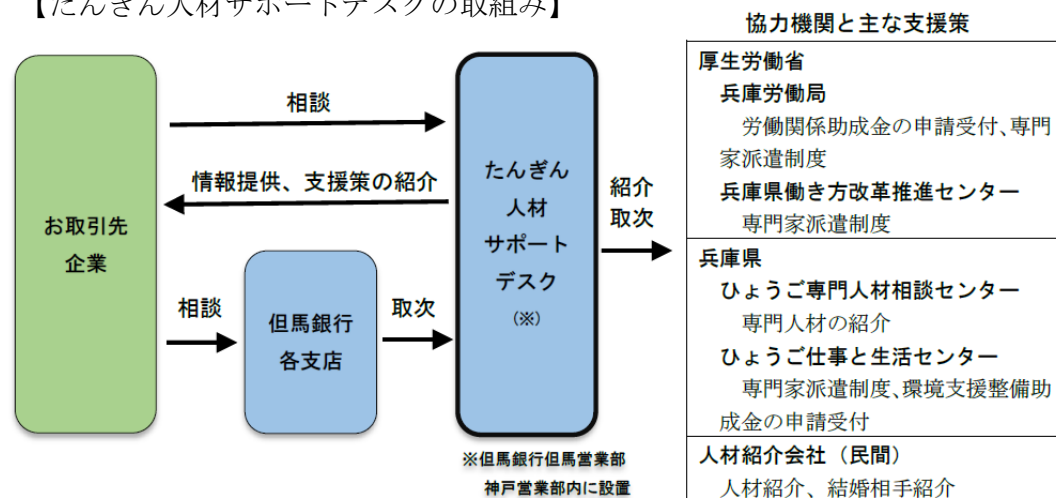 【たんぎん人材サポートデスクの取組み】
協力機関と主な支援策
相談
情報提供、支援策の紹介
お取引先
企業
相談
但馬銀行
各支店
取次
たんぎん
人材
サポート
デスク
(※)
※但馬銀行但馬営業部
神戸営業部内に設置
紹介
取次
厚生労働省
兵庫労働局
労働関係助成金の申請受付、専門
家派遣制度
兵庫県働き方改革推進センター
専門家派遣制度
兵庫県
ひょうご専門人材相談センター
専門人材の紹介
ひょうご仕事と生活センター
専門家派遣制度、環境支援整備助
成金の申請受付
人材紹介会社（民間）
人材紹介、結婚相手紹介